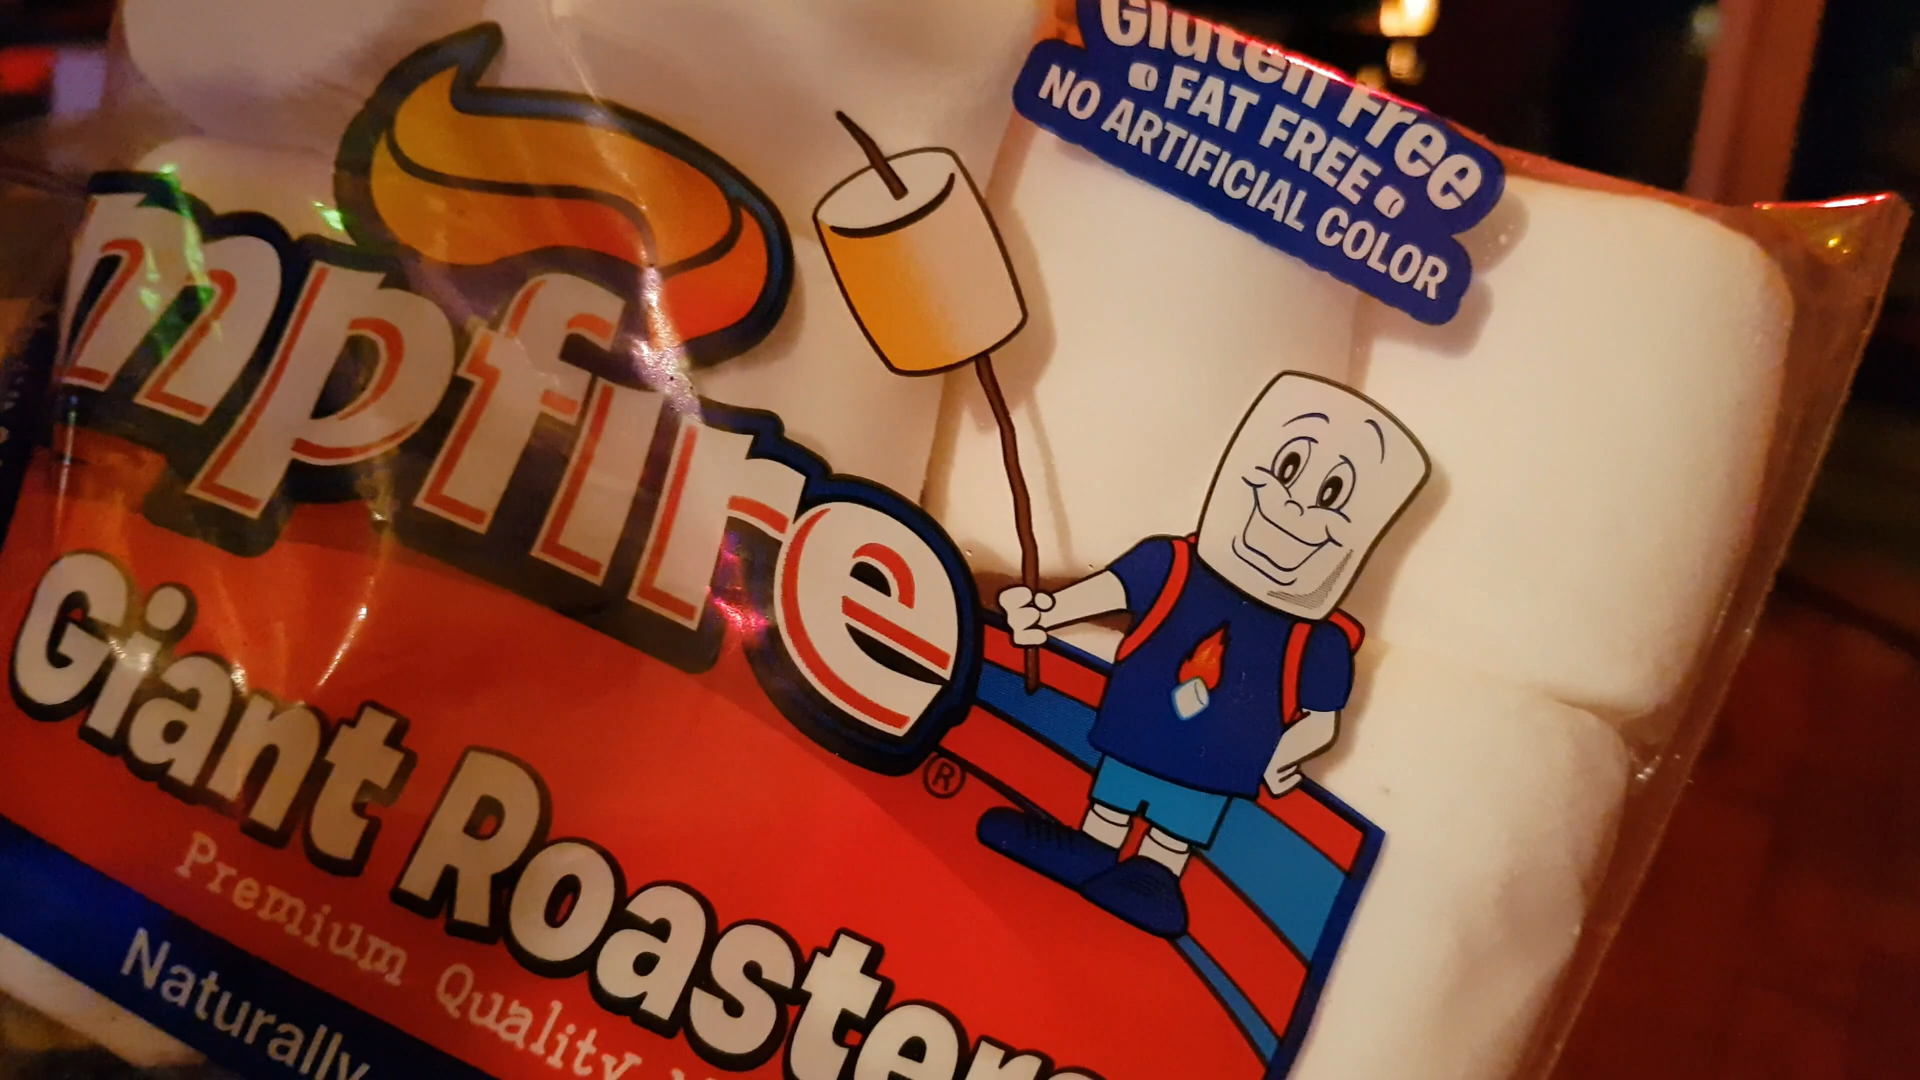 Gluten Free
FAT FREE
NO ARTIFICIAL COLOR
mpfire
®
Giant Roasters
Premium Quality
Naturally